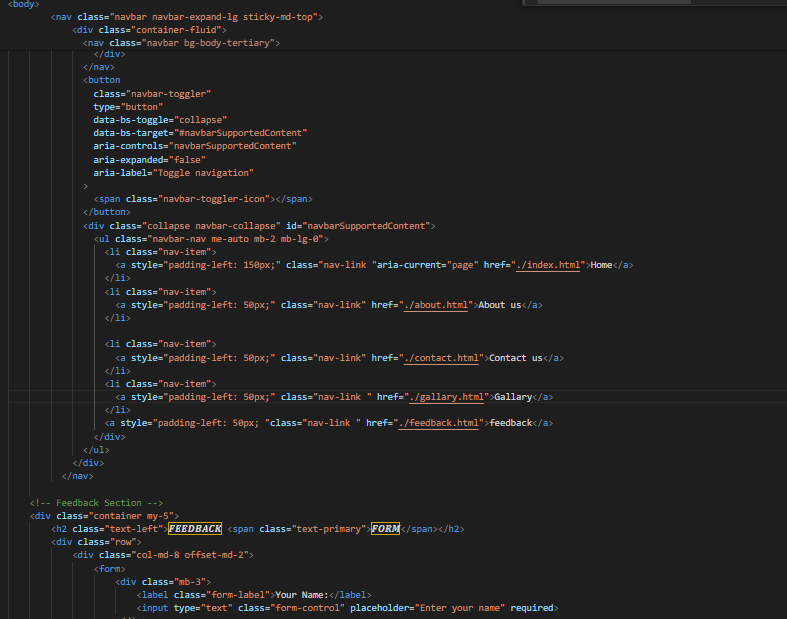 <body>
<nav class="navbar navbar-expand-lg sticky-md-top">
<div class="container-fluid">
<nav class="navbar bg-body-tertiary">
</div>
</nav>
<button
class="navbar-toggler"
type="button"
data-bs-toggle="collapse"
data-bs-target="#navbarSupportedContent"
aria-controls="navbarSupportedContent"
aria-expanded="false"
aria-label="Toggle navigation"
>
<span class="navbar-toggler-icon"></span>
</button>
<div class="collapse navbar-collapse" id="navbarSupportedContent">
<ul class="navbar-nav me-auto mb-2 mb-lg-0">
<li class="nav-item">
<a style="padding-left: 150px;" class="nav-link "aria-current="page" href="./index.html">Home</a>
</li>
<li class="nav-item">
<a style="padding-left: 50px;" class="nav-link" href="./about.html">About us</a>
</li>
<li class="nav-item">
<a style="padding-left: 50px;" class="nav-link" href="./contact.html">Contact us</a>
</li>
<li class="nav-item">
<a style="padding-left: 50px;" class="nav-link " href="./gallary.html">Gallary</a>
</li>
<a style="padding-left: 50px; "class="nav-link " href="./feedback.html">feedback</a>
</div>
</ul>
</div>
</nav>
<!-- Feedback Section -->
<div class="container my-5">
<h2 class="text-left">FEEDBACK <span class="text-primary">FORM</span></h2>
<div class="row">
<div class="col-md-8 offset-md-2">
<form>
<div class="mb-3">
<label class="form-label">Your Name:</label>
<input type="text" class="form-control" placeholder="Enter your name" required>